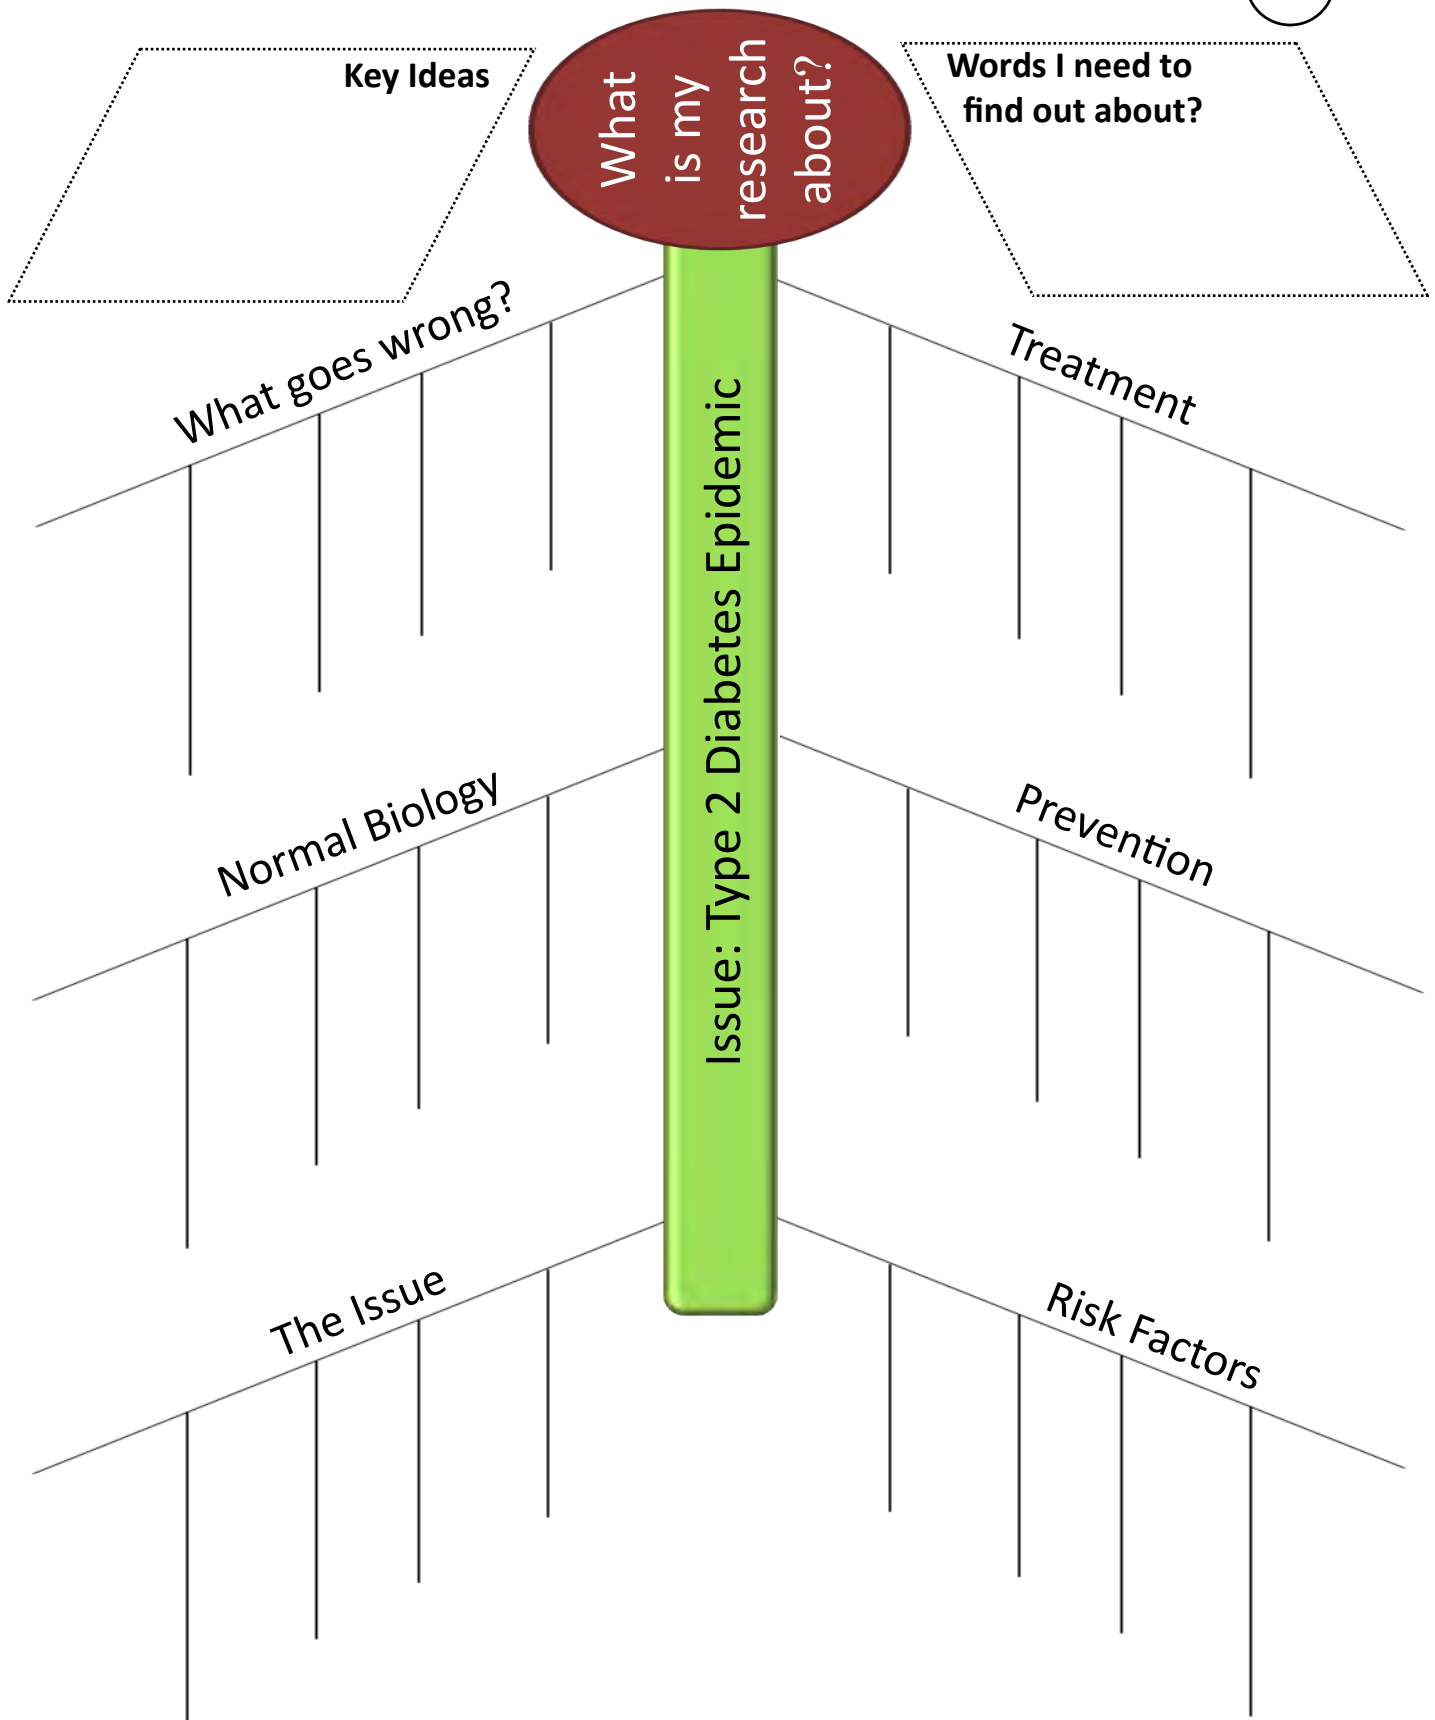 Key Ideas
What
is my
research
about?
Words I need to
find out about?
What goes wrong?
Treatment
Issue: Type 2 Diabetes Epidemic
Normal Biology
Prevention
The Issue
Risk Factors